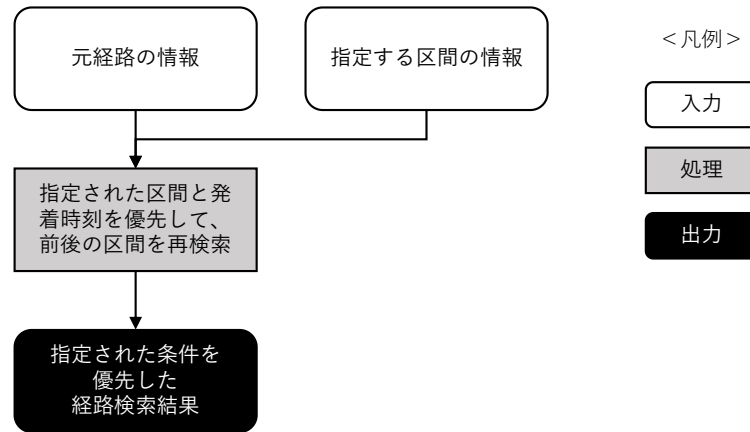 元経路の情報
指定する区間の情報
指定された区間と発
着時刻を優先して、
前後の区間を再検索
指定された条件を
優先した
経路検索結果
＜凡例＞
入力
処理
出力